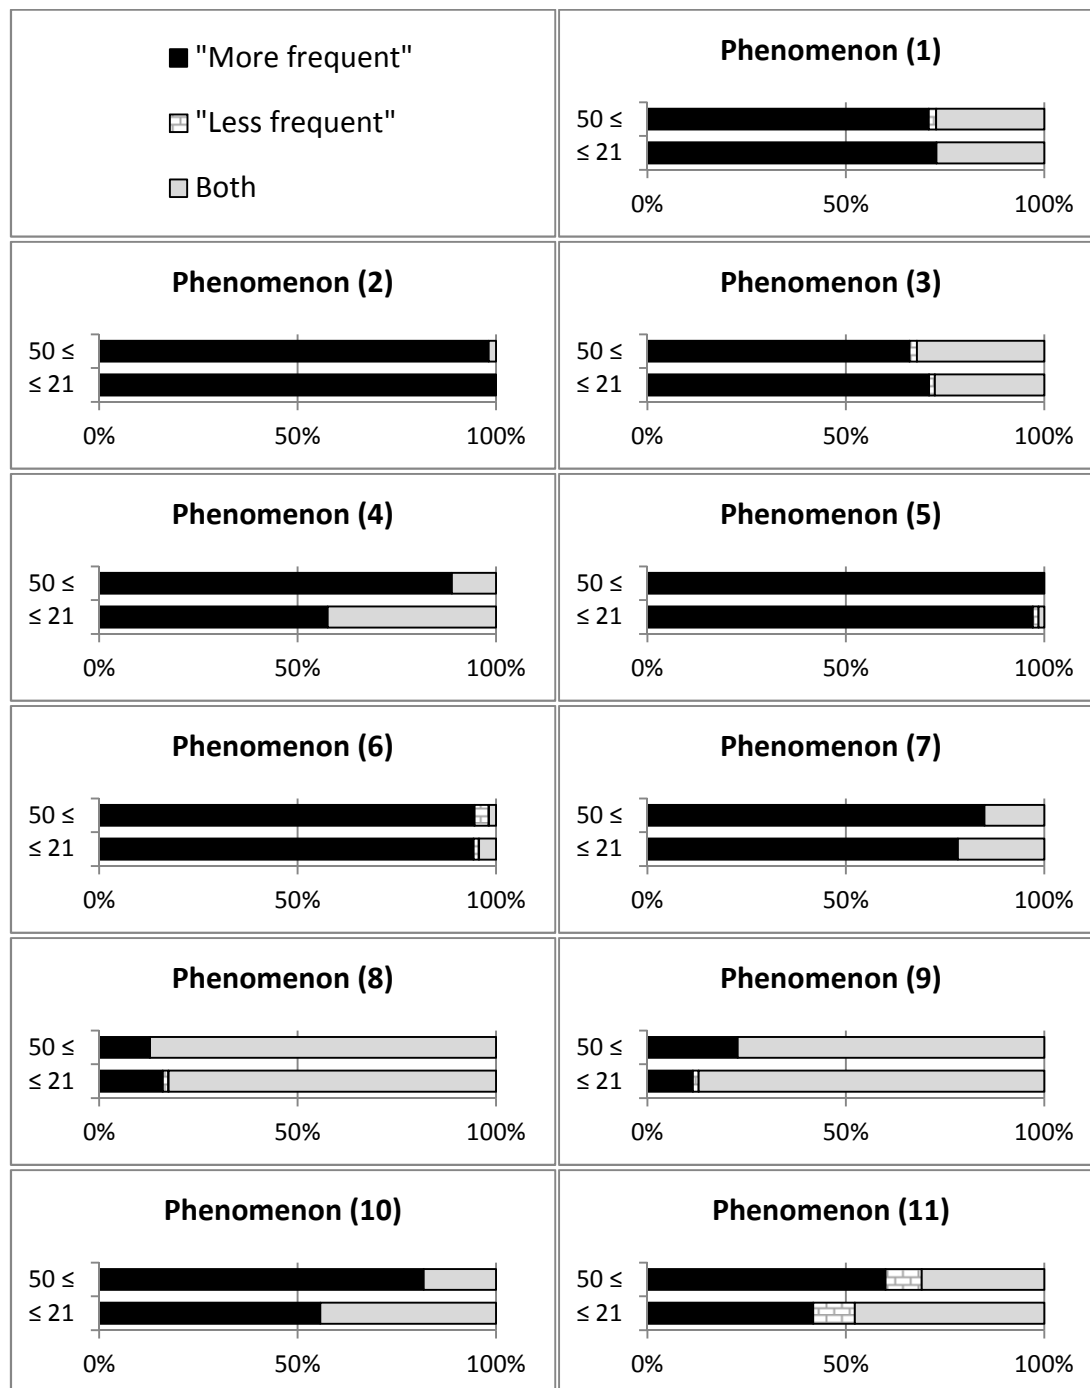 "More frequent"
"Less frequent"
Both
Phenomenon (1)
50 ≤
≤ 21
0% 50% 100%
Phenomenon (2)
50 ≤
≤ 21
0% 50% 100%
Phenomenon (3)
50 ≤
≤ 21
0% 50% 100%
Phenomenon (4)
50 ≤
≤ 21
0% 50% 100%
Phenomenon (5)
50 ≤
≤ 21
0% 50% 100%
Phenomenon (6)
50 ≤
≤ 21
0% 50% 100%
Phenomenon (7)
50 ≤
≤ 21
0% 50% 100%
Phenomenon (8)
50 ≤
≤ 21
0% 50% 100%
Phenomenon (9)
50 ≤
≤ 21
0% 50% 100%
Phenomenon (10)
50 ≤
≤ 21
0% 50% 100%
Phenomenon (11)
50 ≤
≤ 21
0% 50% 100%